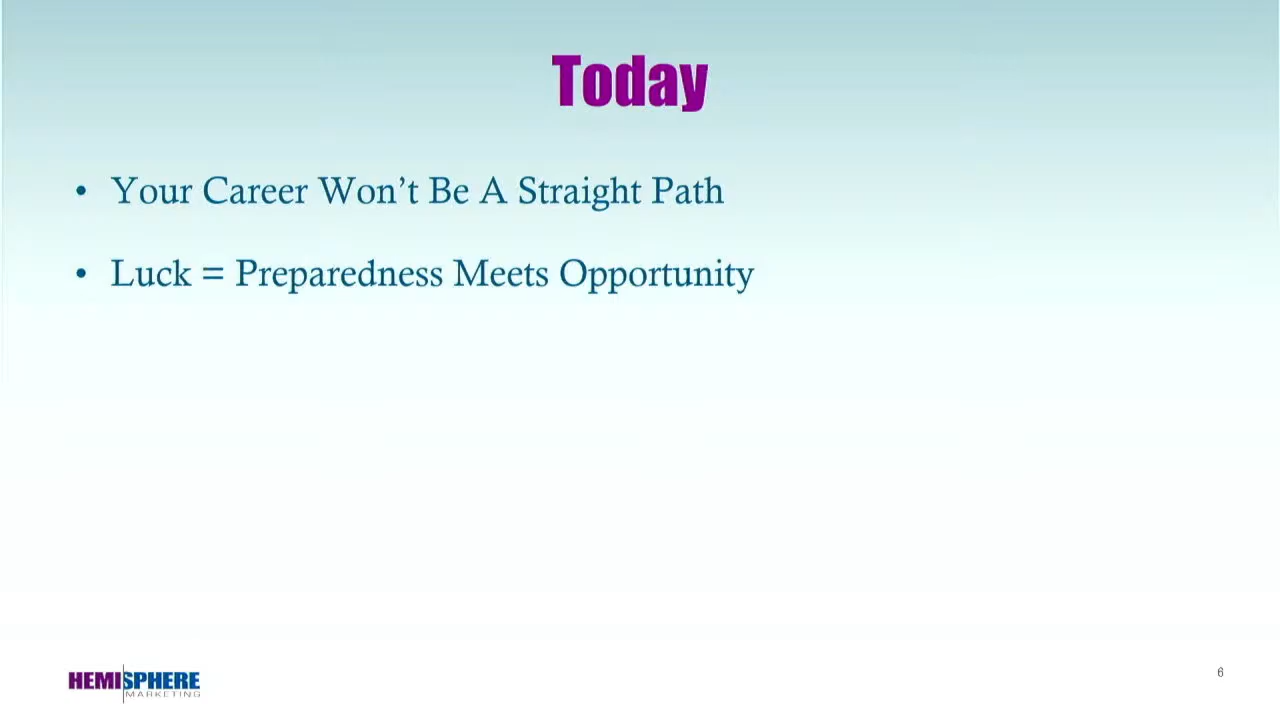 Today
• Your Career Won’t Be A Straight Path
• Luck = Preparedness Meets Opportunity
HEMISPHERE
MARKETING
6